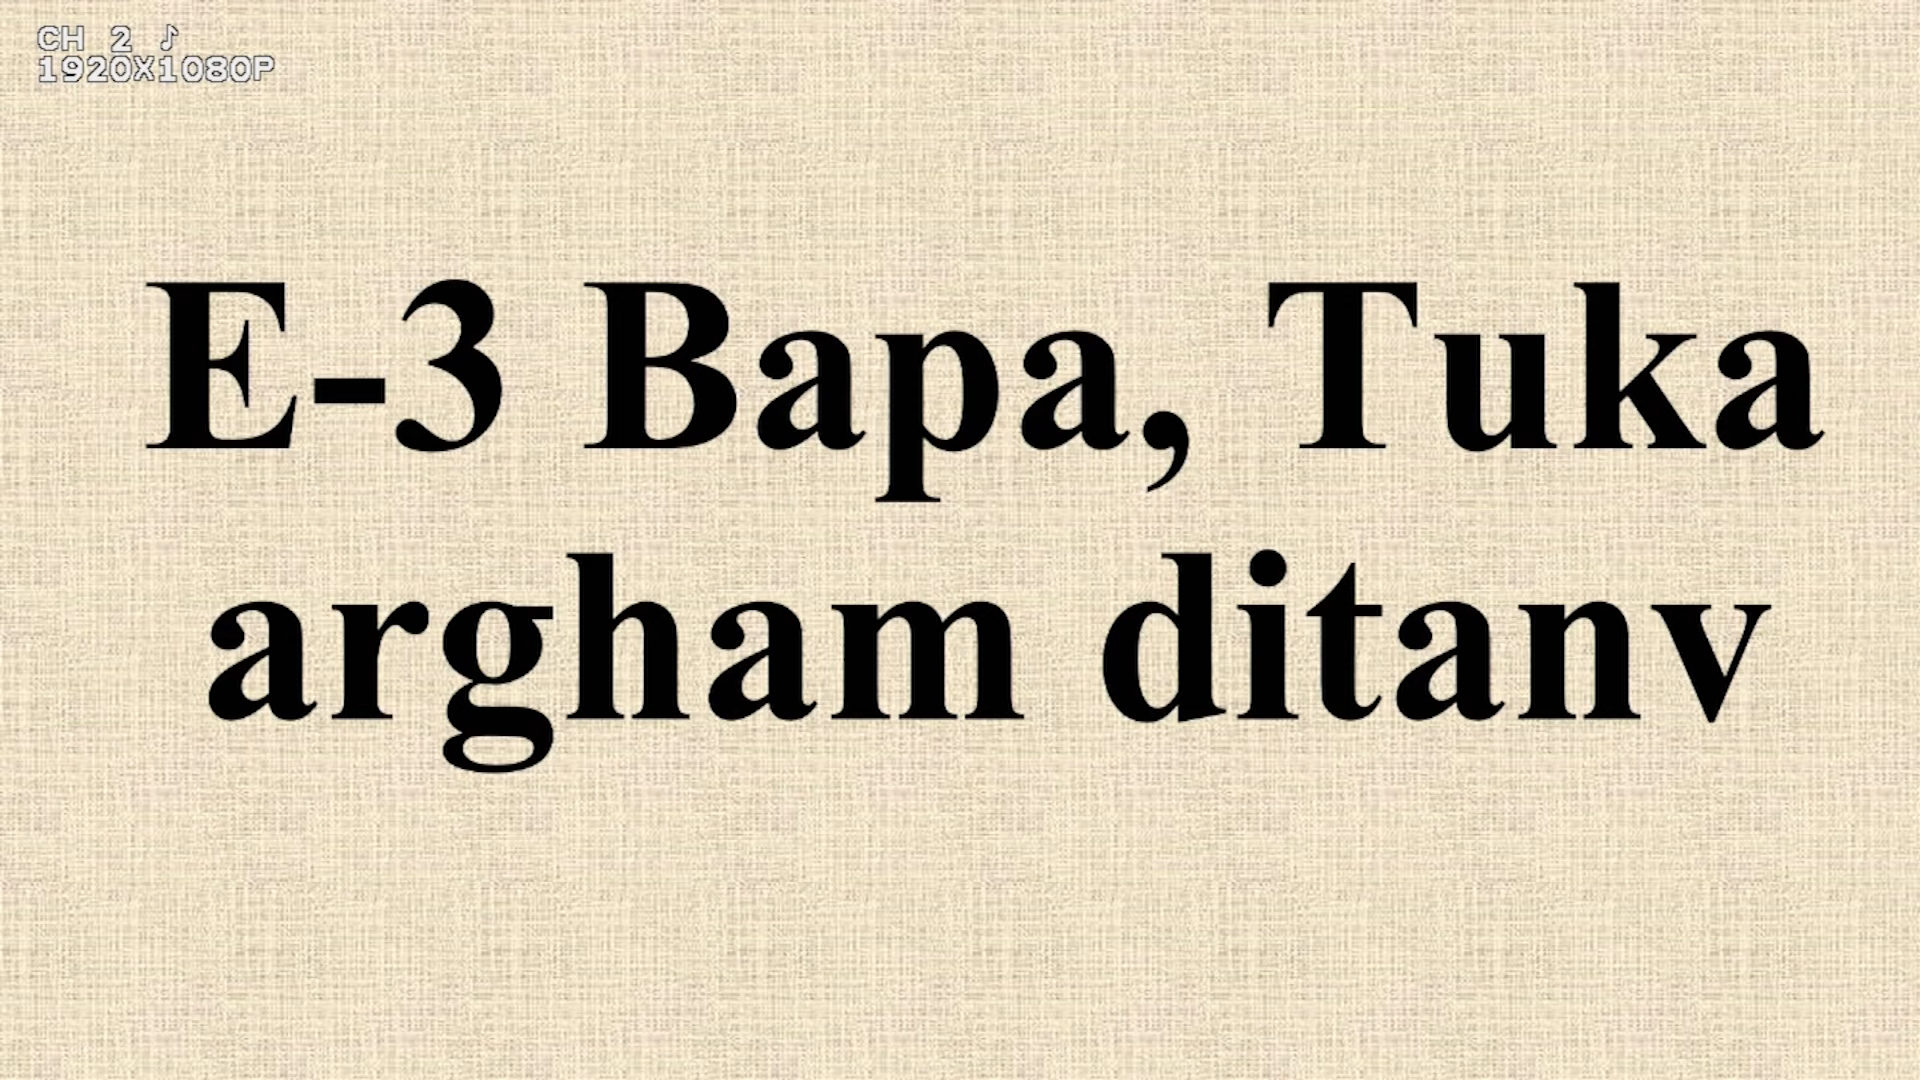 CH 2 ♪
1920X1080P
E-3 Bapa, Tuka
argham ditanv